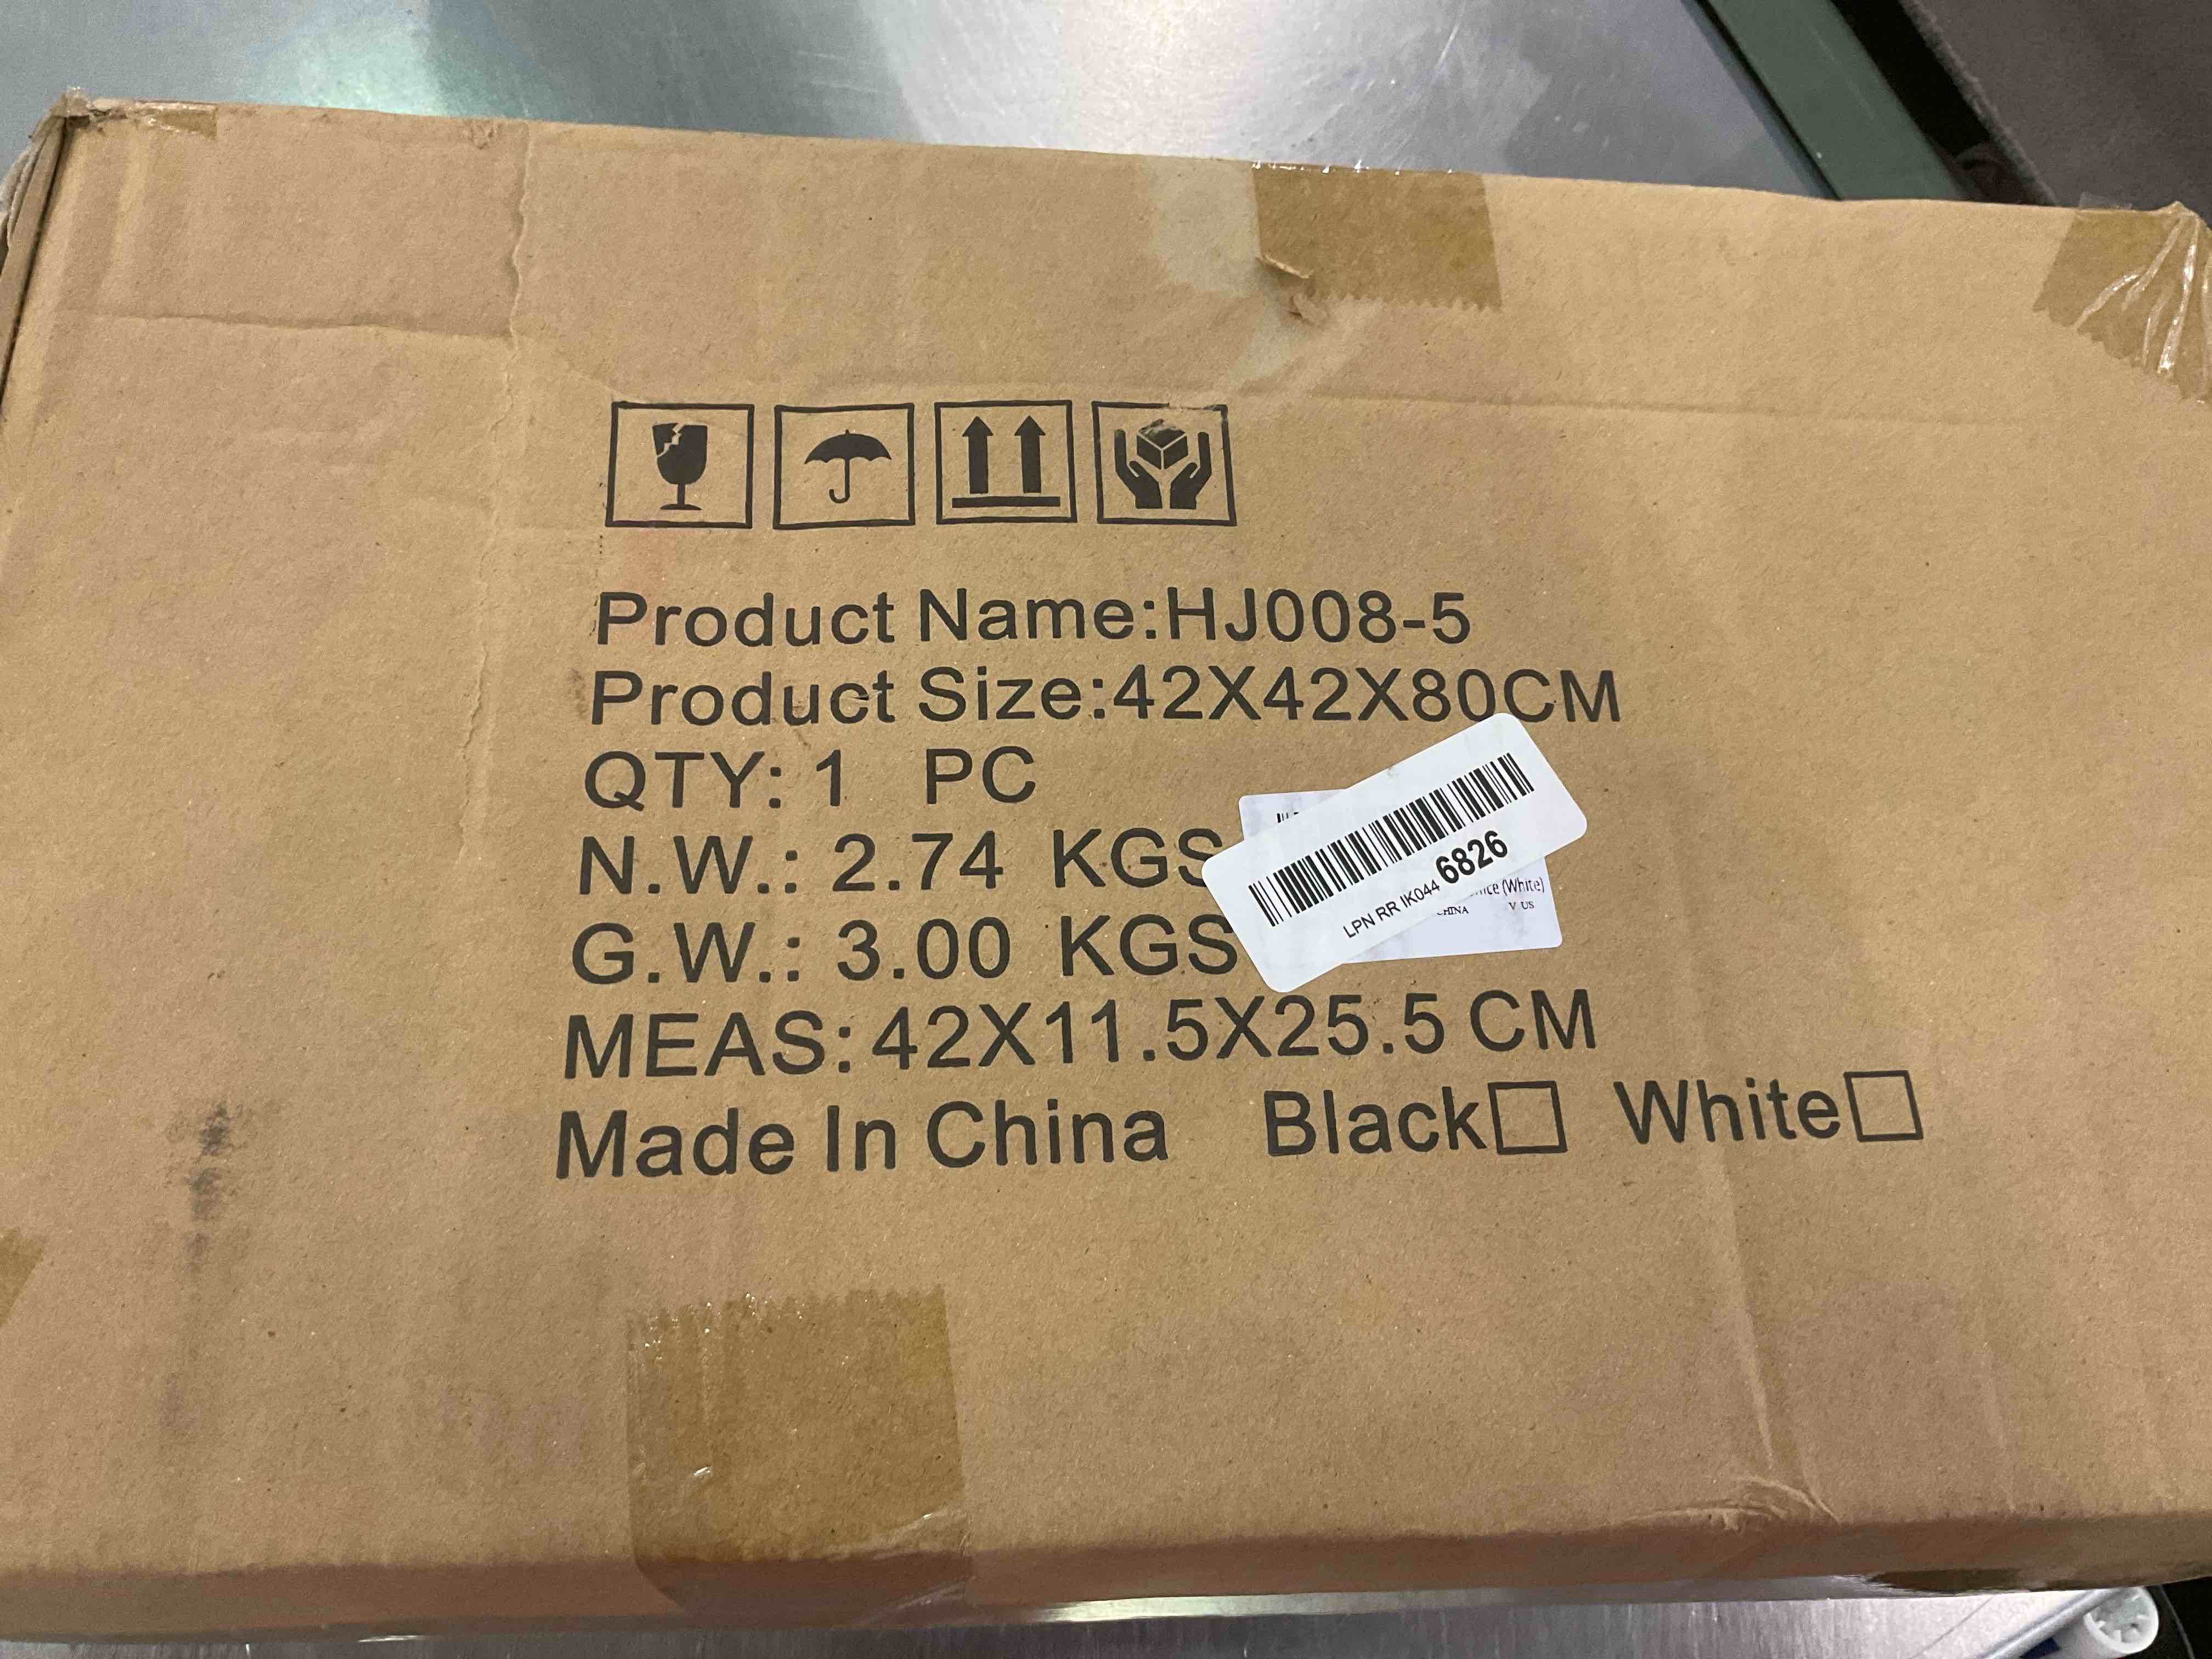 Product Name:HJ008-5
Product Size:42X42X80CM
QTY: 1 PC
N.W.: 2.74 KGS
G.W.: 3.00 KGS
LPN RR IK044 6826
(White)
US
MEAS:42X11.5X25.5 CM
Made In China Black□ White□